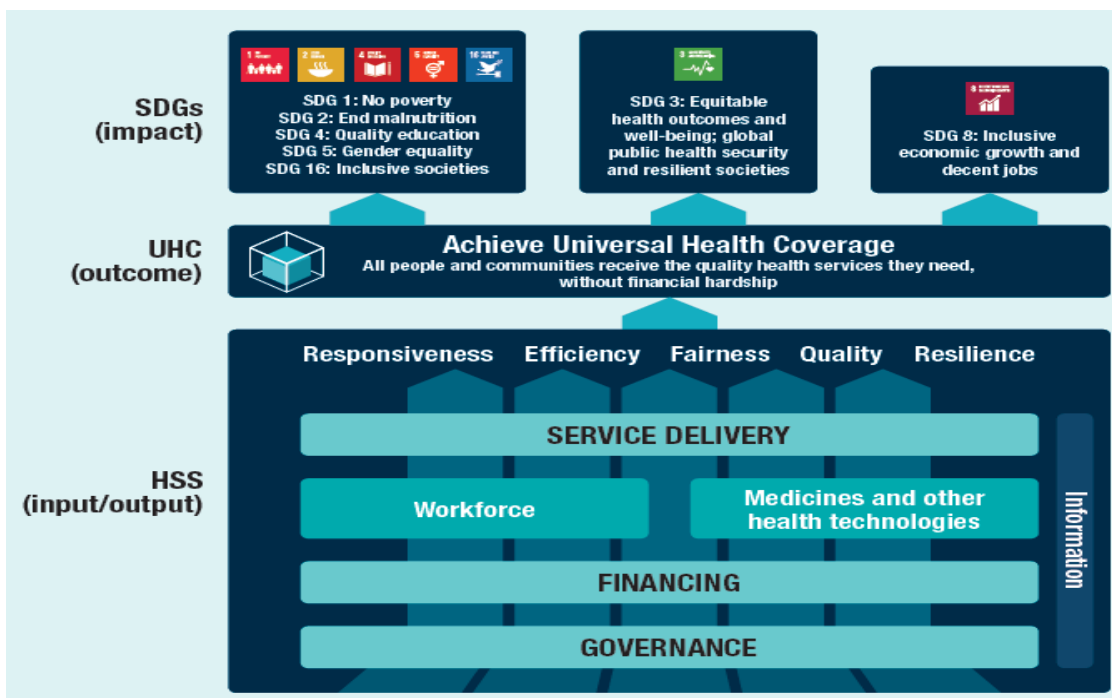 SDGs
(impact)
SDG 1: No poverty
SDG 2: End malnutrition
SDG 4: Quality education
SDG 5: Gender equality
SDG 16: Inclusive societies
SDG 3: Equitable
health outcomes and
well-being; global
public health security
and resilient societies
SDG 8: Inclusive
economic growth and
decent jobs
UHC
(outcome)
Achieve Universal Health Coverage
All people and communities receive the quality health services they need,
without financial hardship
HSS
(input/output)
Responsiveness Efficiency Fairness Quality Resilience
SERVICE DELIVERY
Workforce
Medicines and other
health technologies
FINANCING
GOVERNANCE
Information